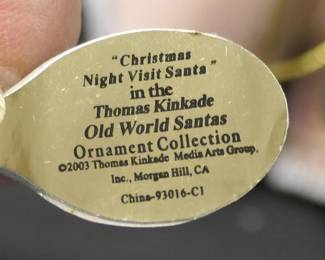 "Christmas
Night Visit Santa"
in the
Thomas Kinkade
Old World Santas
Ornament Collection
©2003 Thomas Kinkade Media Arts Group,
Inc., Morgan Hill, CA
China-93016-C1